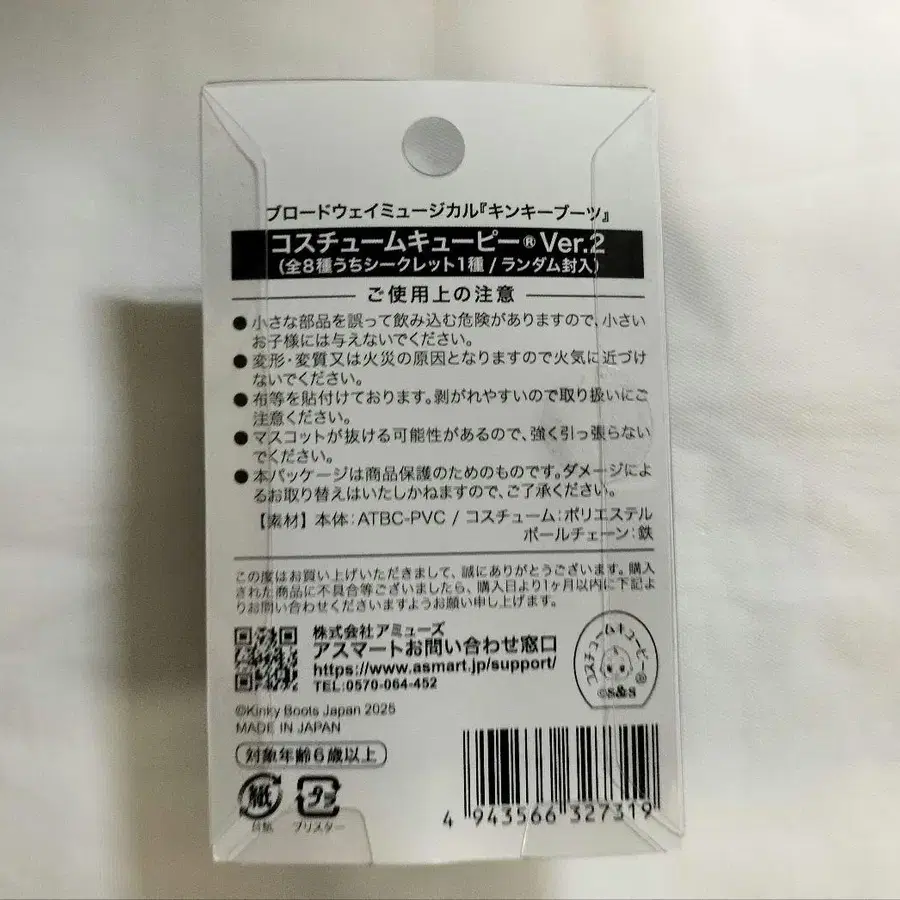 ブロードウェイミュージカル『キンキーブーツ』
コスチュームキューピー® Ver.2
(全8種うちシークレット1種 / ランダム封入)
ご使用上の注意
● 小さな部品を誤って飲み込む危険がありますので、小さい
お子様には与えないでください。
● 変形・変質又は火災の原因となりますので火気に近づけ
ないでください。
● 布等を貼付けております。剥がれやすいので取り扱いにご
注意ください。
● マスコットが抜ける可能性があるので、強く引っ張らない
でください。
● 本パッケージは商品保護のためのものです。ダメージによ
るお取り替えはいたしかねますので、ご了承ください。
【素材】本体:ATBC-PVC / コスチューム:ポリエステル
ボールチェーン:鉄
この度はお買い上げいただきまして、誠にありがとうございます。購入
された商品に不具合等ございましたら、購入日より1ヶ月以内に下記よ
りお問い合わせくださいますようお願い申し上げます。
株式会社アミューズ
アスマートお問い合わせ窓口
https://www.asmart.jp/support/
TEL:0570-064-452
コスチュームキューピー®
©s&s
©Kinky Boots Japan 2025
MADE IN JAPAN
対象年齢6歳以上
紙
プラ
台紙
ブリスター
4 943566 327319